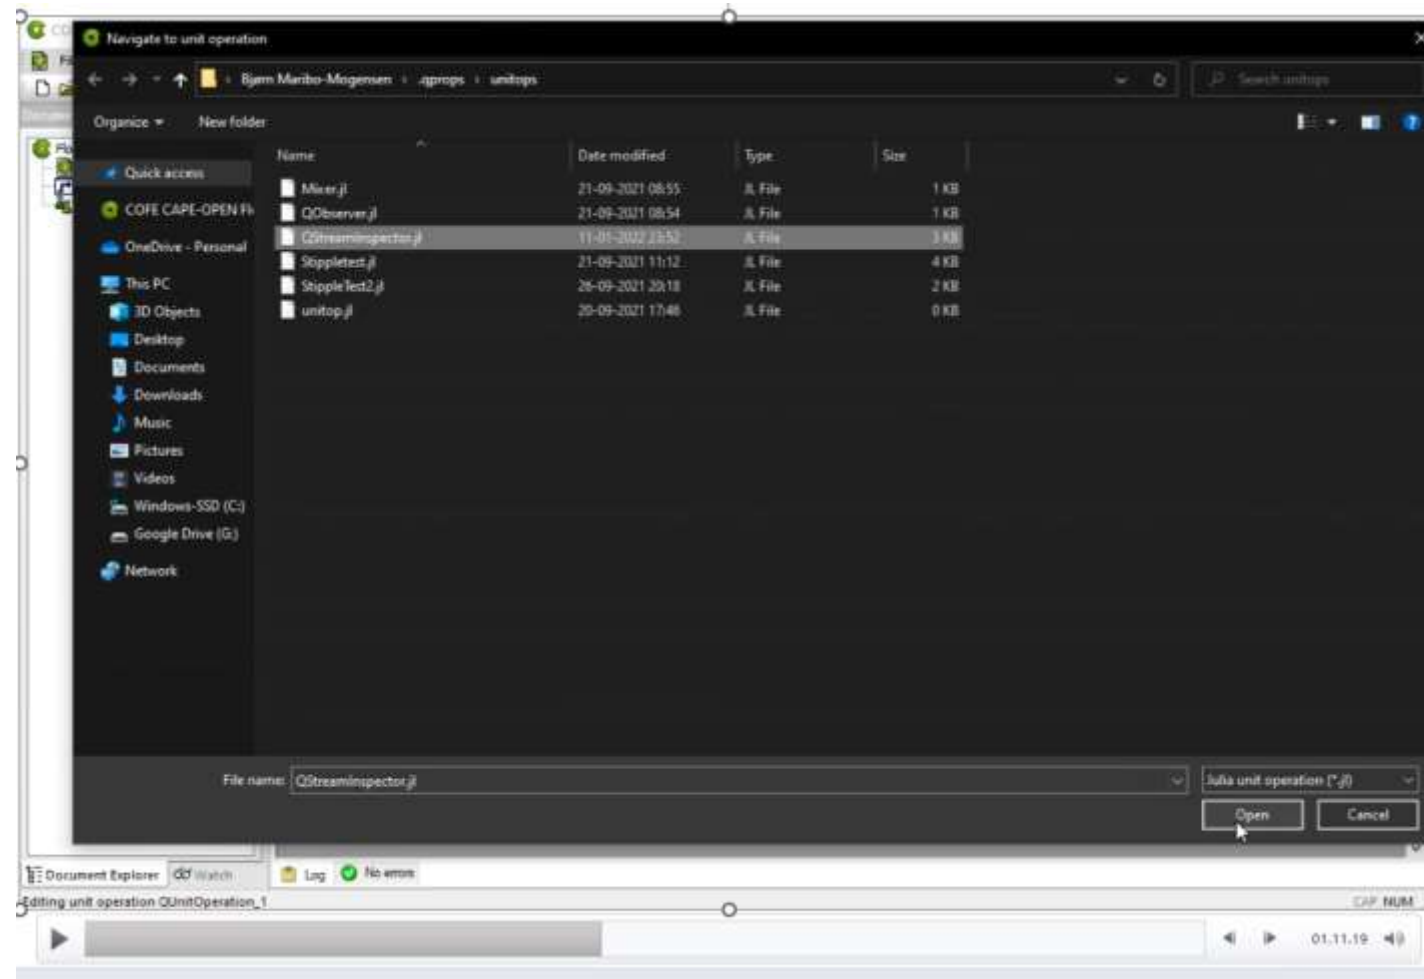 Navigate to unit operation
Bjørn Maribo-Mogensen › .qprops › unitops
Search unitops
Organize
New folder
Name Date modified Type Size
Quick access
COFE CAPE-OPEN Fl
OneDrive - Personal
This PC
3D Objects
Desktop
Documents
Downloads
Music
Pictures
Videos
Windows-SSD (C:)
Google Drive (G:)
Network
Mixer.jl 21-09-2021 08:55 JL File 1 KB
QObserver.jl 21-09-2021 08:54 JL File 1 KB
QStreamInspector.jl 11-01-2022 23:52 JL File 3 KB
Stippletest.jl 21-09-2021 11:12 JL File 4 KB
StippleTest2.jl 26-09-2021 20:18 JL File 2 KB
unitop.jl 20-09-2021 17:46 JL File 0 KB
File name: QStreamInspector.jl
Julia unit operation (*.jl)
Open Cancel
Document Explorer Watch Log No errors
Editing unit operation QUnitOperation_1
CAP NUM
01.11.19